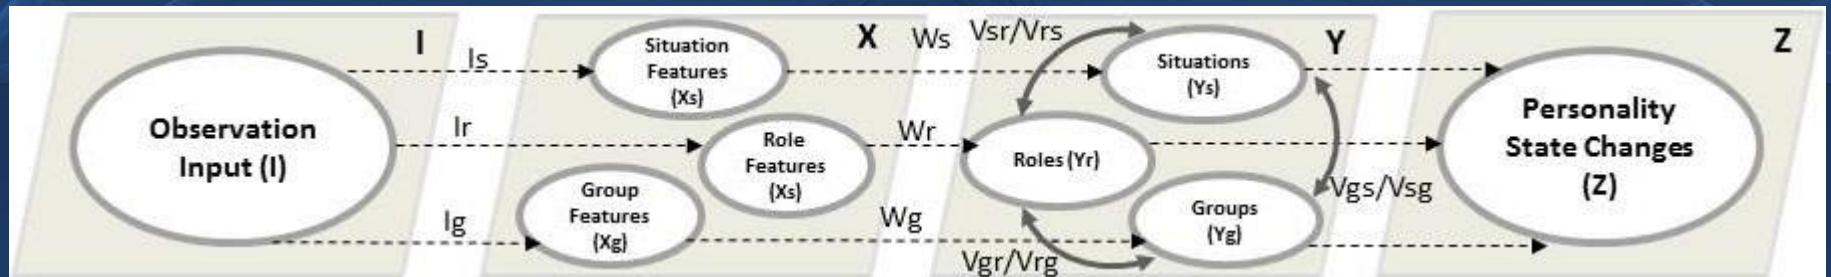 I
X
Y
Z
Observation
Input (I)
Is
Ir
Ig
Situation
Features
(Xs)
Role
Features
(Xs)
Group
Features
(Xg)
Ws
Wr
Wg
Vsr/Vrs
Situations
(Ys)
Roles (Yr)
Groups
(Yg)
Vgs/Vsg
Vgr/Vrg
Personality
State Changes
(Z)